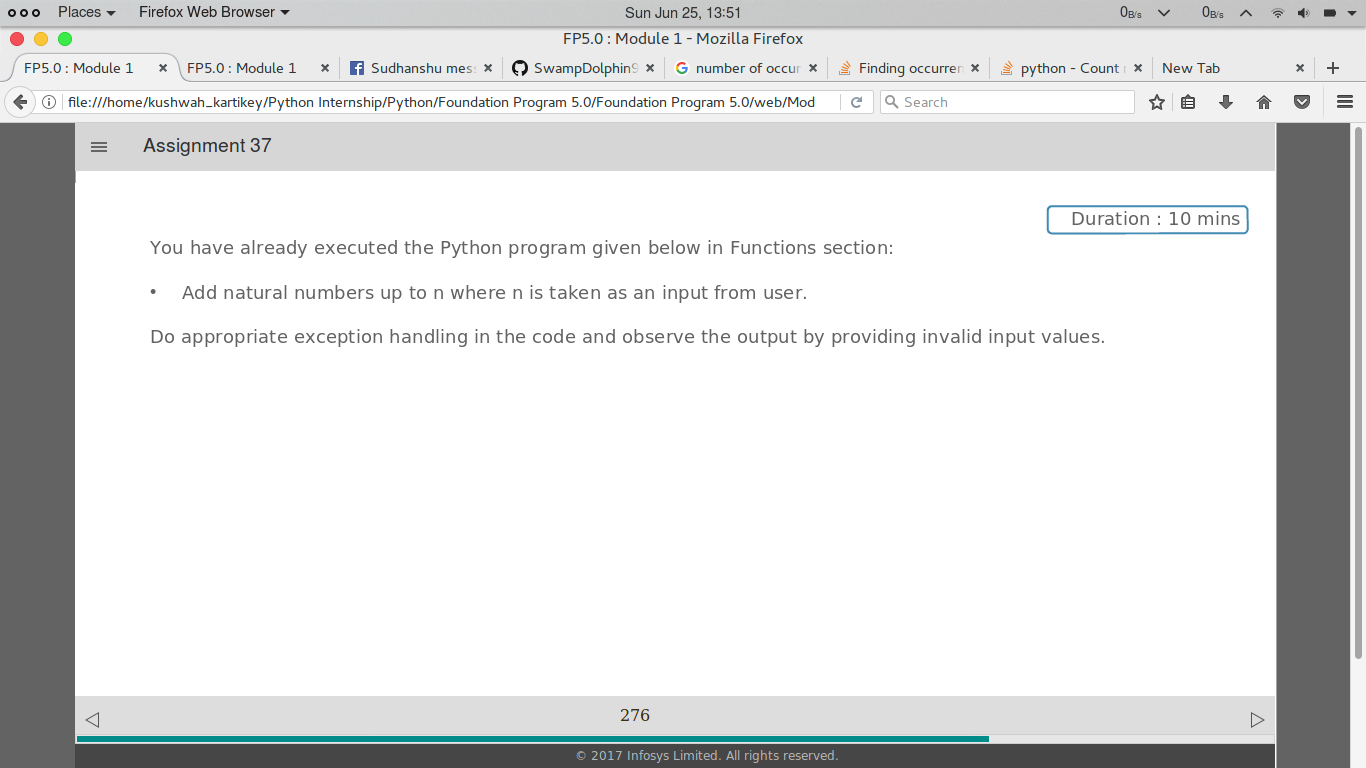 Places Firefox Web Browser Sun Jun 25, 13:51 0B/s 0B/s
FP5.0 : Module 1 - Mozilla Firefox
FP5.0 : Module 1 FP5.0 : Module 1 Sudhanshu mes SwampDolphin9 number of occur Finding occurren python - Count New Tab
file:///home/kushwah_kartikey/Python Internship/Python/Foundation Program 5.0/Foundation Program 5.0/web/Mod Search
Assignment 37
Duration : 10 mins
You have already executed the Python program given below in Functions section:
• Add natural numbers up to n where n is taken as an input from user.
Do appropriate exception handling in the code and observe the output by providing invalid input values.
276
© 2017 Infosys Limited. All rights reserved.